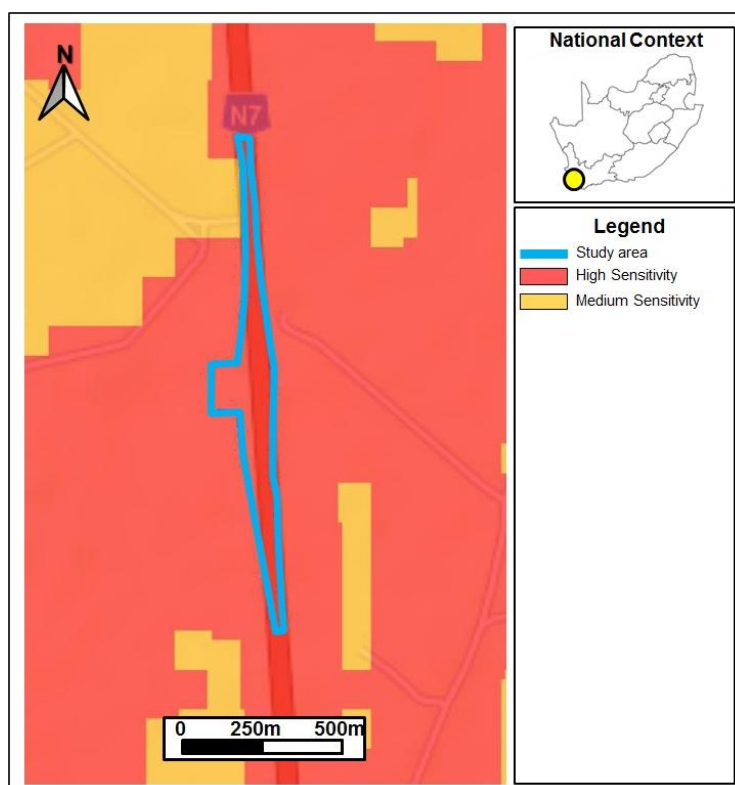 N
N7
0 250m 500m
National Context
Legend
Study area
High Sensitivity
Medium Sensitivity